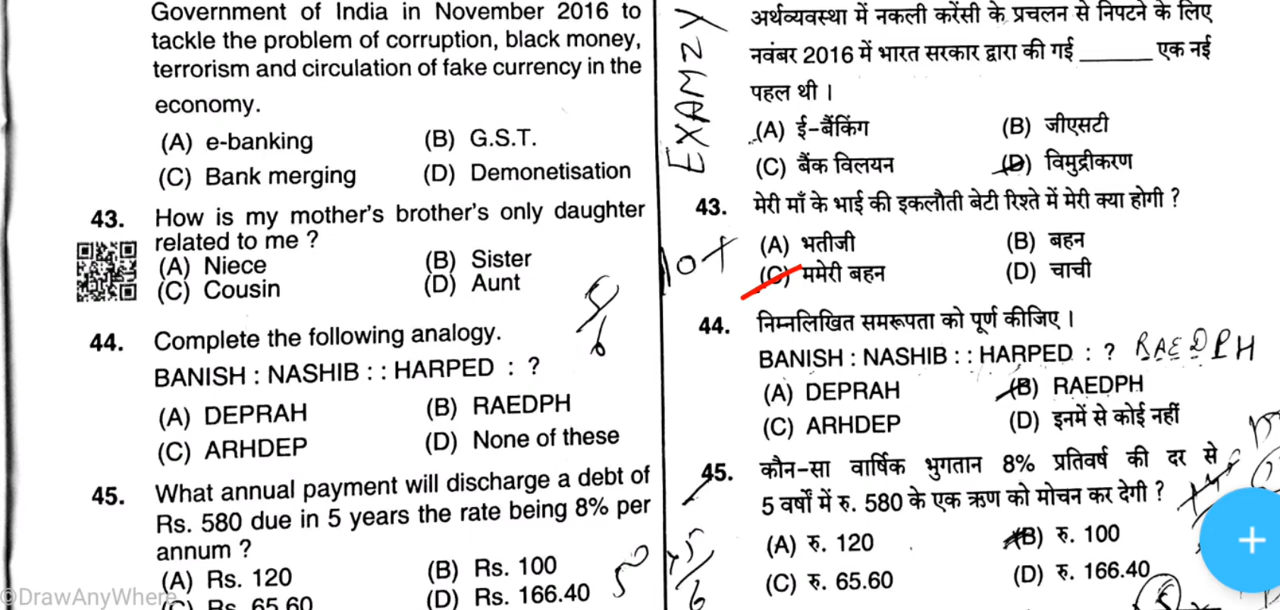 Government of India in November 2016 to
tackle the problem of corruption, black money,
terrorism and circulation of fake currency in the
economy.
(A) e-banking (B) G.S.T.
(C) Bank merging (D) Demonetisation
43. How is my mother's brother's only daughter
related to me ?
(A) Niece (B) Sister
(C) Cousin (D) Aunt
44. Complete the following analogy.
BANISH : NASHIB : : HARPED : ?
(A) DEPRAH (B) RAEDPH
(C) ARHDEP (D) None of these
45. What annual payment will discharge a debt of
Rs. 580 due in 5 years the rate being 8% per
annum ?
(A) Rs. 120 (B) Rs. 100
(C) Rs. 65.60 (D) Rs. 166.40
EXAMZY
अर्थव्यवस्था में नकली करेंसी के प्रचलन से निपटने के लिए
नवंबर 2016 में भारत सरकार द्वारा की गई ______ एक नई
पहल थी ।
(A) ई-बैंकिंग (B) जीएसटी
(C) बैंक विलयन (D) विमुद्रीकरण
43. मेरी माँ के भाई की इकलौती बेटी रिश्ते में मेरी क्या होगी ?
(A) भतीजी (B) बहन
(C) ममेरी बहन (D) चाची
44. निम्नलिखित समरूपता को पूर्ण कीजिए ।
BANISH : NASHIB : : HARPED : ? RAEDPH
(A) DEPRAH (B) RAEDPH
(C) ARHDEP (D) इनमें से कोई नहीं
45. कौन-सा वार्षिक भुगतान 8% प्रतिवर्ष की दर से
5 वर्षों में रु. 580 के एक ऋण को मोचन कर देगी ?
(A) रु. 120 (B) रु. 100
(C) रु. 65.60 (D) रु. 166.40
DrawAnyWhere